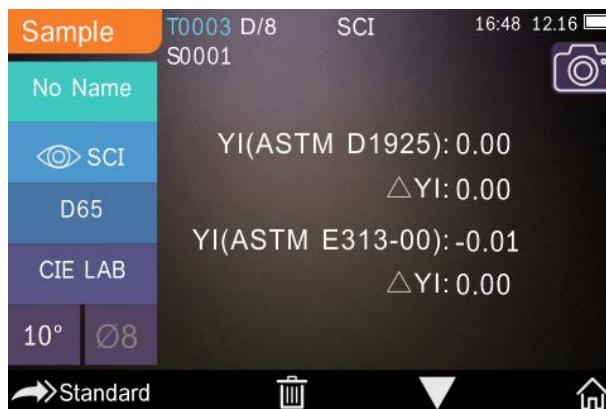 Sample
T0003 D/8 SCI 16:48 12.16
S0001
No Name
SCI
D65
CIE LAB
10° Ø8
YI(ASTM D1925): 0.00
△YI: 0.00
YI(ASTM E313-00): -0.01
△YI: 0.00
Standard